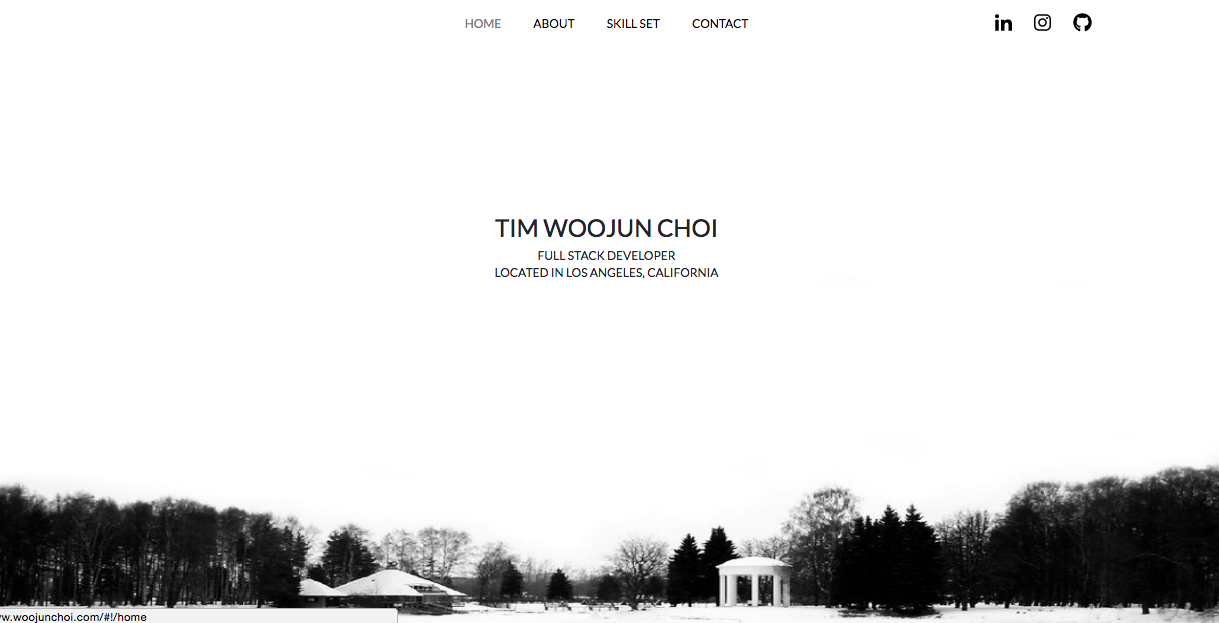 HOME ABOUT SKILL SET CONTACT
TIM WOOJUN CHOI
FULL STACK DEVELOPER
LOCATED IN LOS ANGELES, CALIFORNIA
w.woojunchoi.com/#!/home